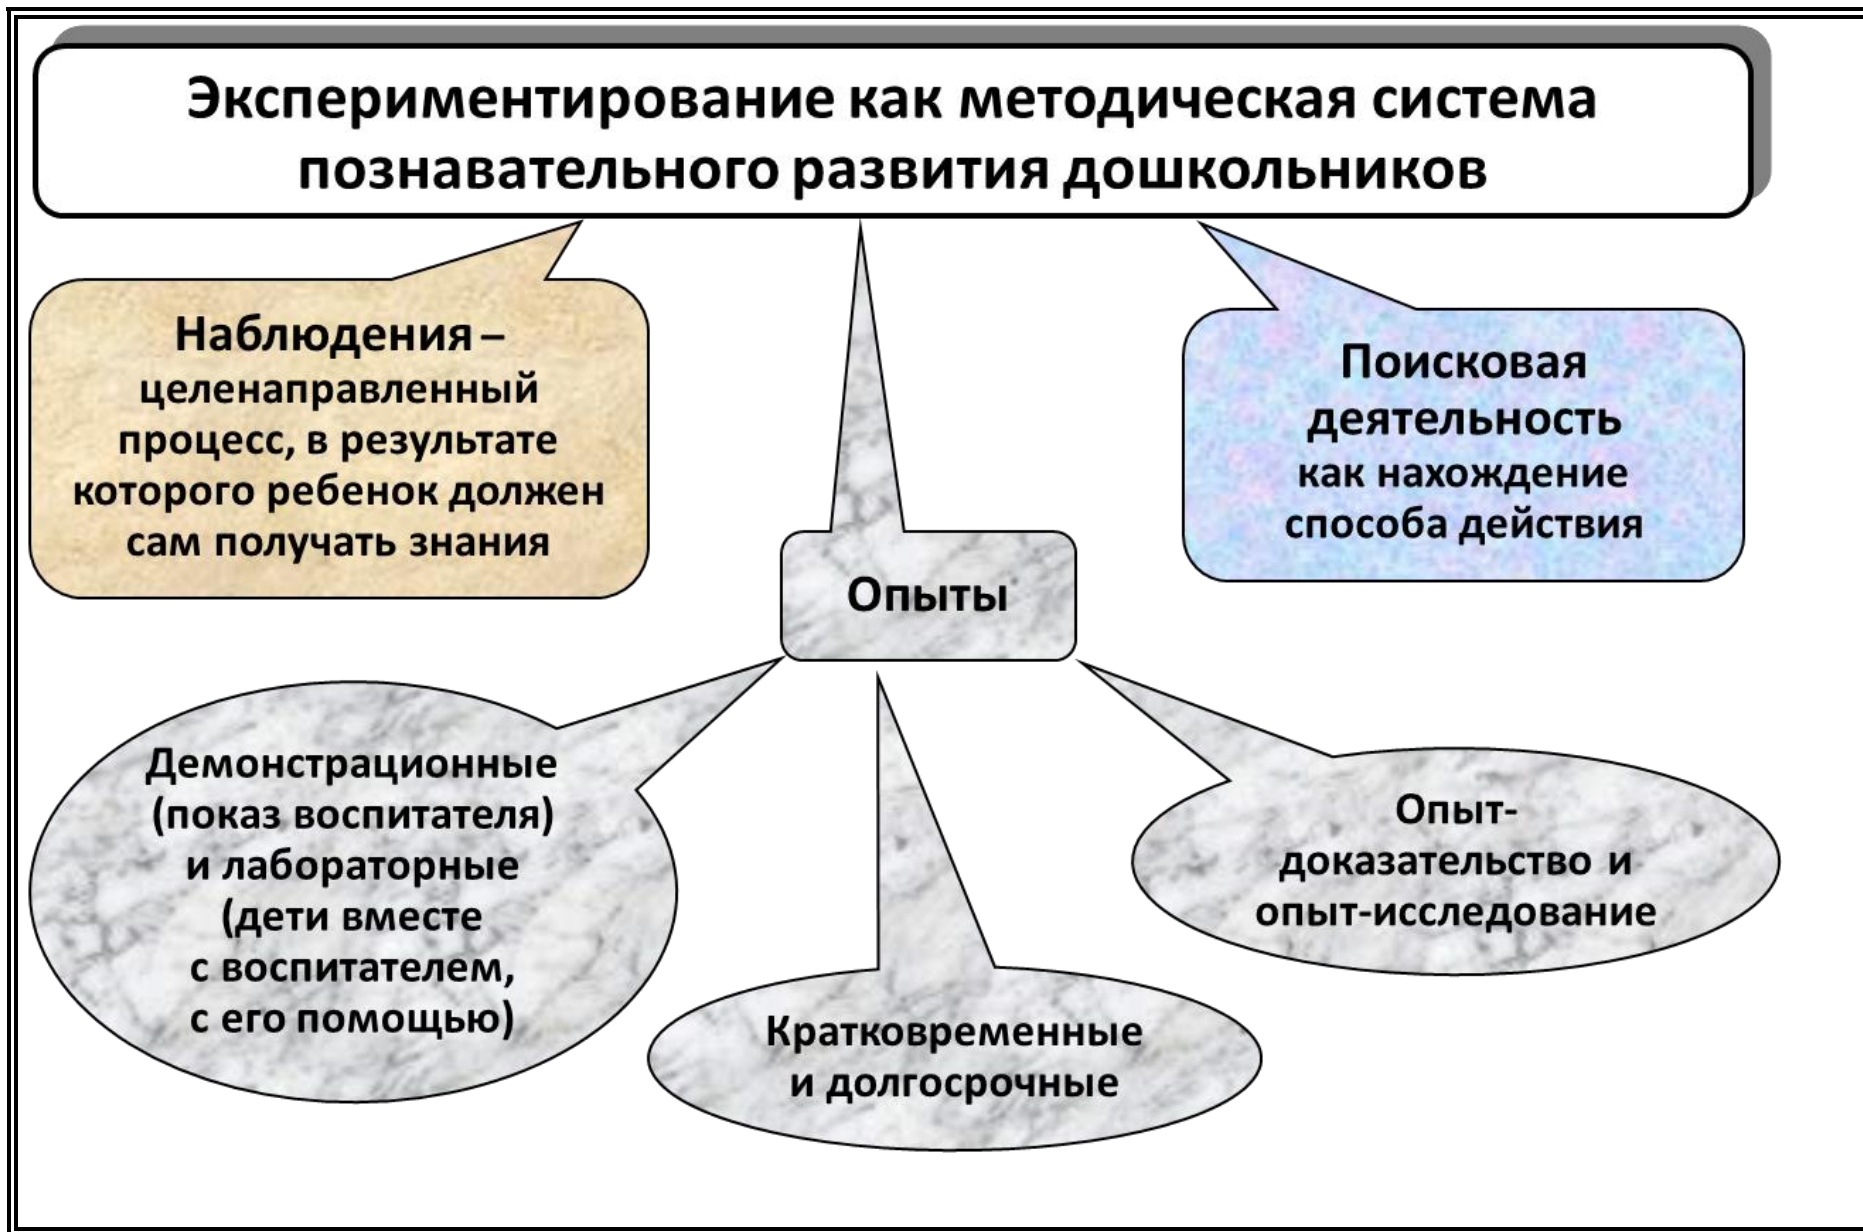 Экспериментирование как методическая система
познавательного развития дошкольников
Наблюдения –
целенаправленный
процесс, в результате
которого ребенок должен
сам получать знания
Поисковая
деятельность
как нахождение
способа действия
Опыты
Демонстрационные
(показ воспитателя)
и лабораторные
(дети вместе
с воспитателем,
с его помощью)
Кратковременные
и долгосрочные
Опыт-
доказательство и
опыт-исследование